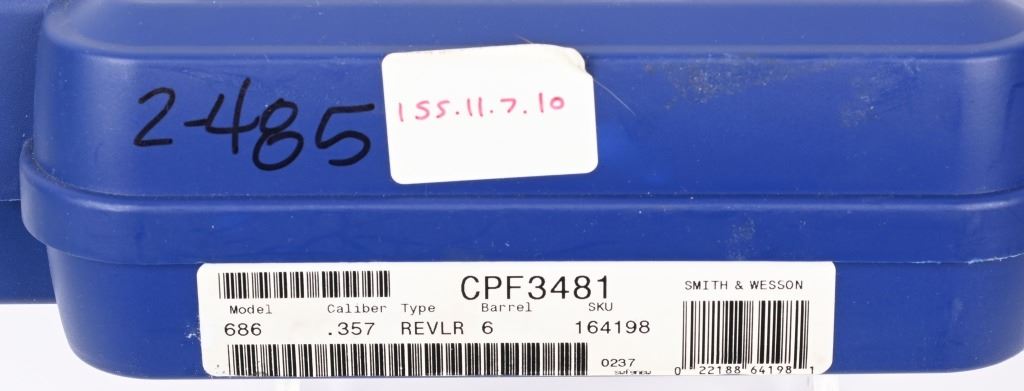 2-485
155.11.7.10
CPF3481
SMITH & WESSON
Model Caliber Type Barrel SKU
686 .357 REVLR 6 164198
0237
0 22188 64198 1